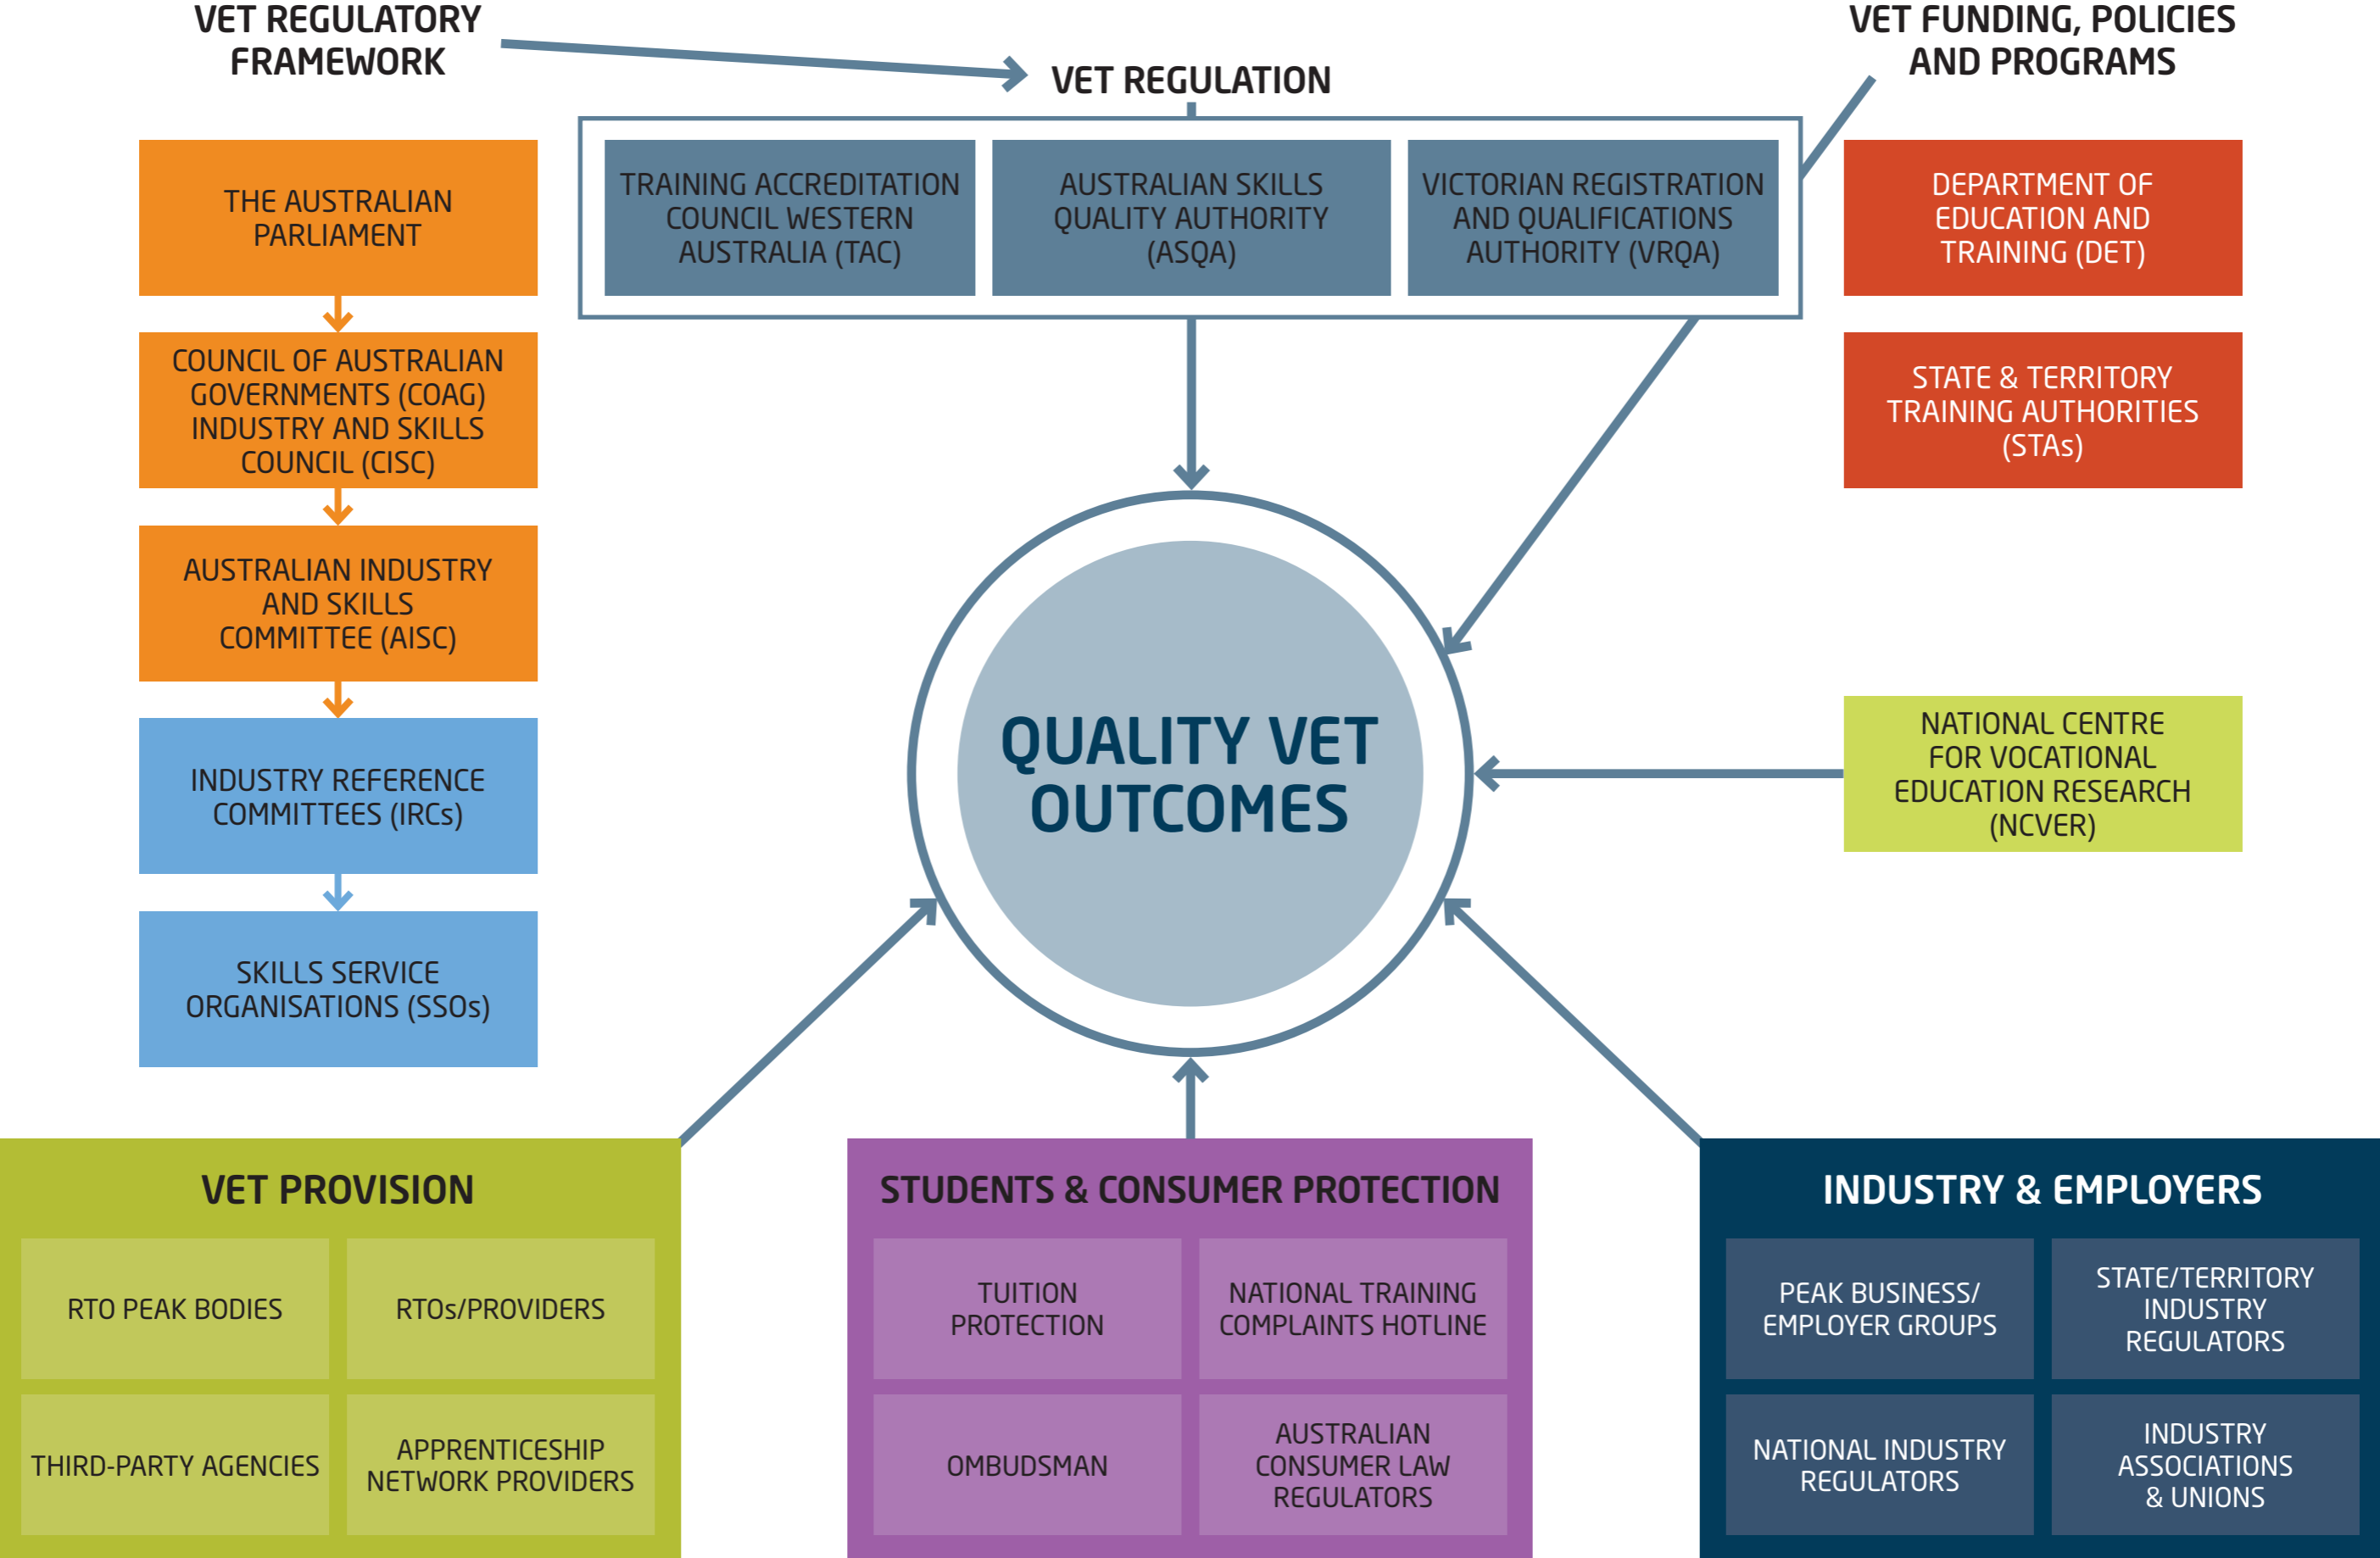 VET REGULATORY
FRAMEWORK
VET REGULATION
VET FUNDING, POLICIES
AND PROGRAMS
THE AUSTRALIAN
PARLIAMENT
COUNCIL OF AUSTRALIAN
GOVERNMENTS (COAG)
INDUSTRY AND SKILLS
COUNCIL (CISC)
AUSTRALIAN INDUSTRY
AND SKILLS
COMMITTEE (AISC)
INDUSTRY REFERENCE
COMMITTEES (IRCs)
SKILLS SERVICE
ORGANISATIONS (SSOs)
TRAINING ACCREDITATION
COUNCIL WESTERN
AUSTRALIA (TAC)
AUSTRALIAN SKILLS
QUALITY AUTHORITY
(ASQA)
VICTORIAN REGISTRATION
AND QUALIFICATIONS
AUTHORITY (VRQA)
DEPARTMENT OF
EDUCATION AND
TRAINING (DET)
STATE & TERRITORY
TRAINING AUTHORITIES
(STAs)
QUALITY VET
OUTCOMES
NATIONAL CENTRE
FOR VOCATIONAL
EDUCATION RESEARCH
(NCVER)
VET PROVISION
RTO PEAK BODIES
RTOs/PROVIDERS
THIRD-PARTY AGENCIES
APPRENTICESHIP
NETWORK PROVIDERS
STUDENTS & CONSUMER PROTECTION
TUITION
PROTECTION
NATIONAL TRAINING
COMPLAINTS HOTLINE
OMBUDSMAN
AUSTRALIAN
CONSUMER LAW
REGULATORS
INDUSTRY & EMPLOYERS
PEAK BUSINESS/
EMPLOYER GROUPS
STATE/TERRITORY
INDUSTRY
REGULATORS
NATIONAL INDUSTRY
REGULATORS
INDUSTRY
ASSOCIATIONS
& UNIONS